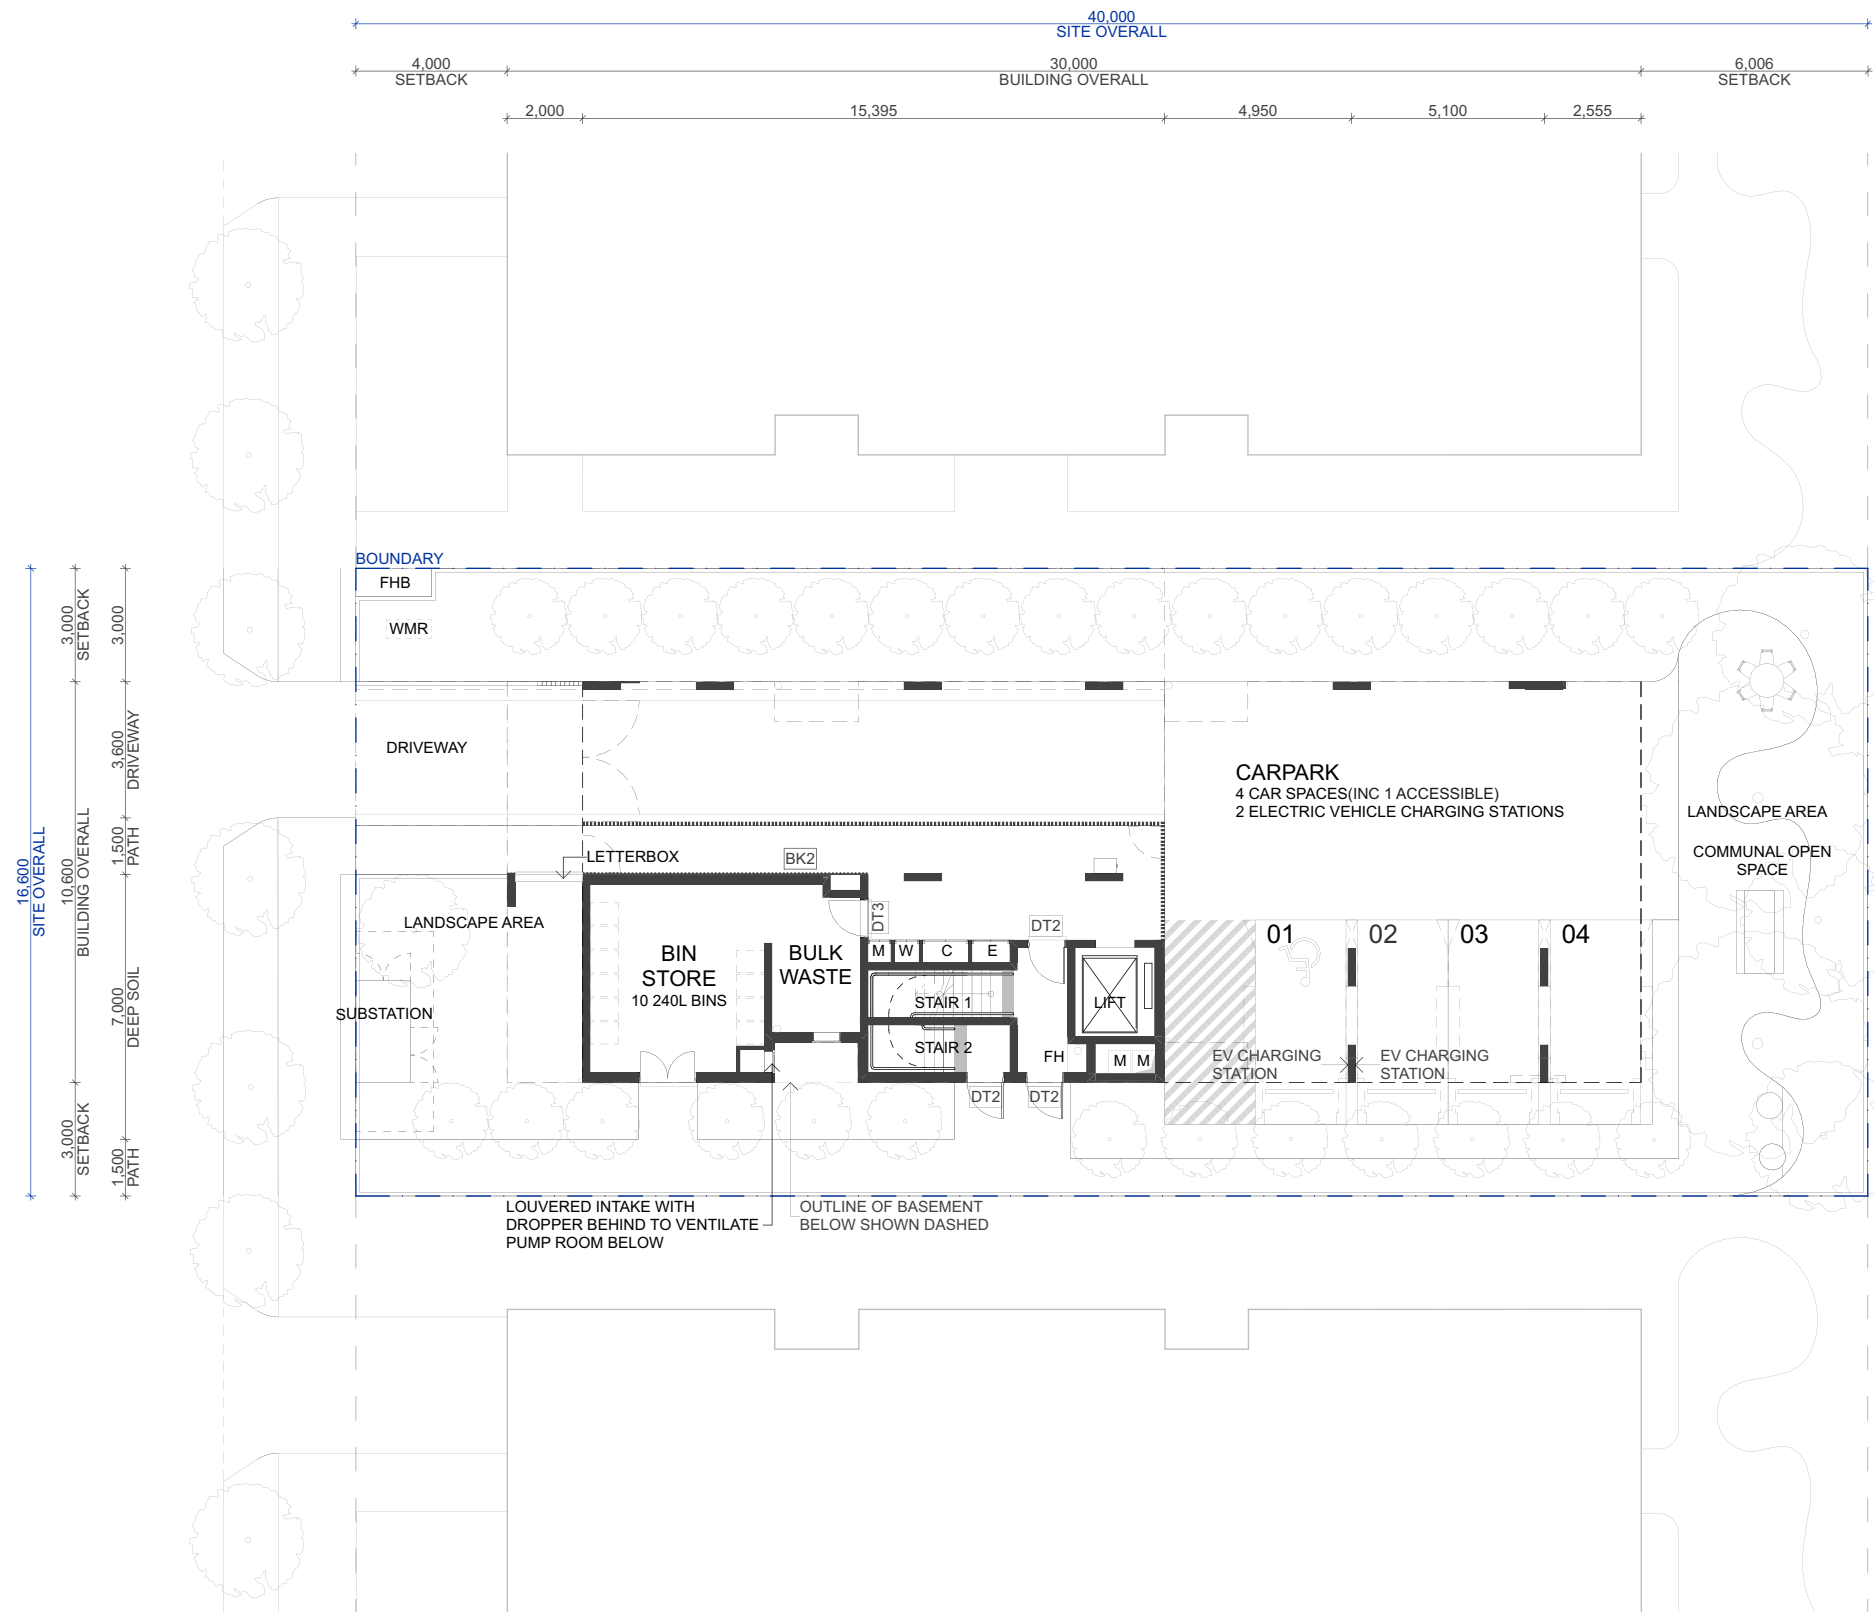 40,000
SITE OVERALL
4,000
SETBACK
30,000
BUILDING OVERALL
6,006
SETBACK
2,000
15,395
4,950
5,100
2,555
BOUNDARY
FHB
WMR
3,000
SETBACK
3,000
3,600
DRIVEWAY
1,500
PATH
16,600
SITE OVERALL
10,600
BUILDING OVERALL
7,000
DEEP SOIL
3,000
SETBACK
1,500
PATH
DRIVEWAY
CARPARK
4 CAR SPACES(INC 1 ACCESSIBLE)
2 ELECTRIC VEHICLE CHARGING STATIONS
LANDSCAPE AREA
COMMUNAL OPEN
SPACE
LETTERBOX
BK2
LANDSCAPE AREA
DT3
DT2
BIN
STORE
10 240L BINS
BULK
WASTE
M
W
C
E
01
02
03
04
SUBSTATION
STAIR 1
LIFT
STAIR 2
FH
M
M
EV CHARGING
STATION
EV CHARGING
STATION
DT2
DT2
LOUVERED INTAKE WITH
DROPPER BEHIND TO VENTILATE
PUMP ROOM BELOW
OUTLINE OF BASEMENT
BELOW SHOWN DASHED